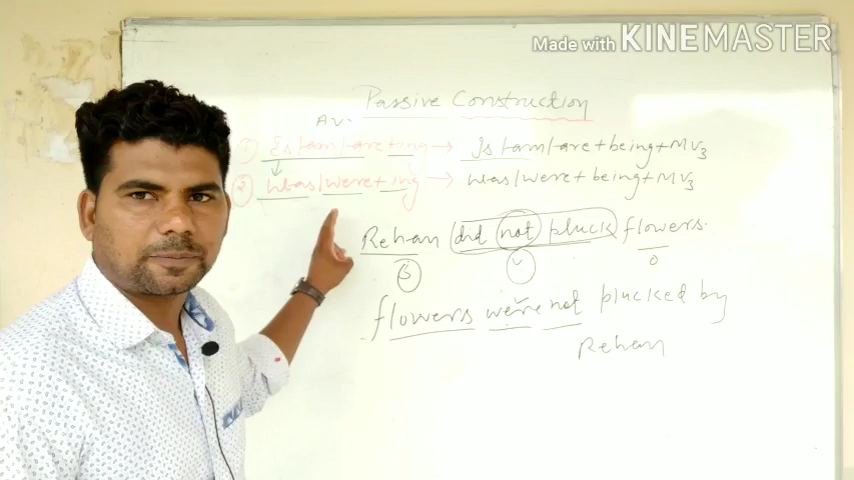 Made with KINEMASTER
Passive Construction
AV.
1) Is/am/are+ing → Is/am/are+being+MV3
2) was/were+ing → was/were+being+MV3
Rehan did not pluck flowers.
S V O
flowers were not plucked by
Rehan